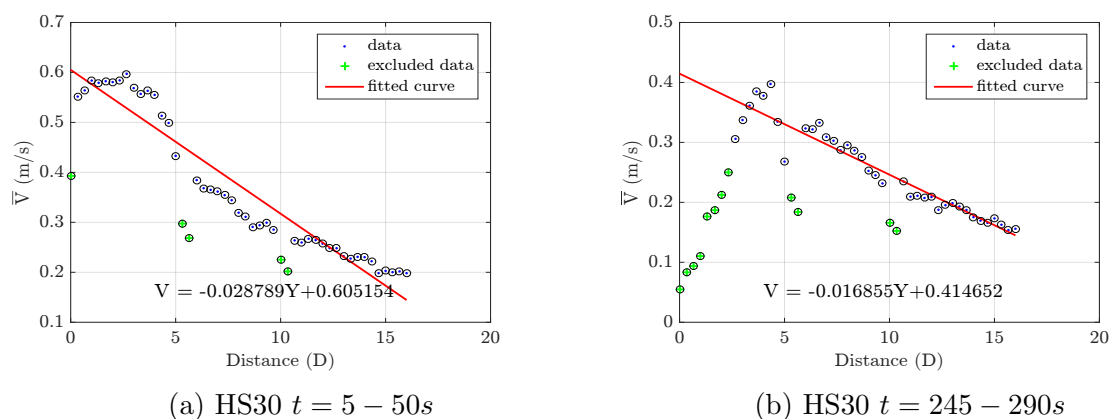 0.7
0.6
0.5
0.4
0.3
0.2
0.1
V̅ (m/s)
data
excluded data
fitted curve
V = -0.028789Y+0.605154
0
5
10
15
20
Distance (D)
(a) HS30 t = 5 − 50s
0.5
0.4
0.3
0.2
0.1
0
V̅ (m/s)
data
excluded data
fitted curve
V = -0.016855Y+0.414652
0
5
10
15
20
Distance (D)
(b) HS30 t = 245 − 290s